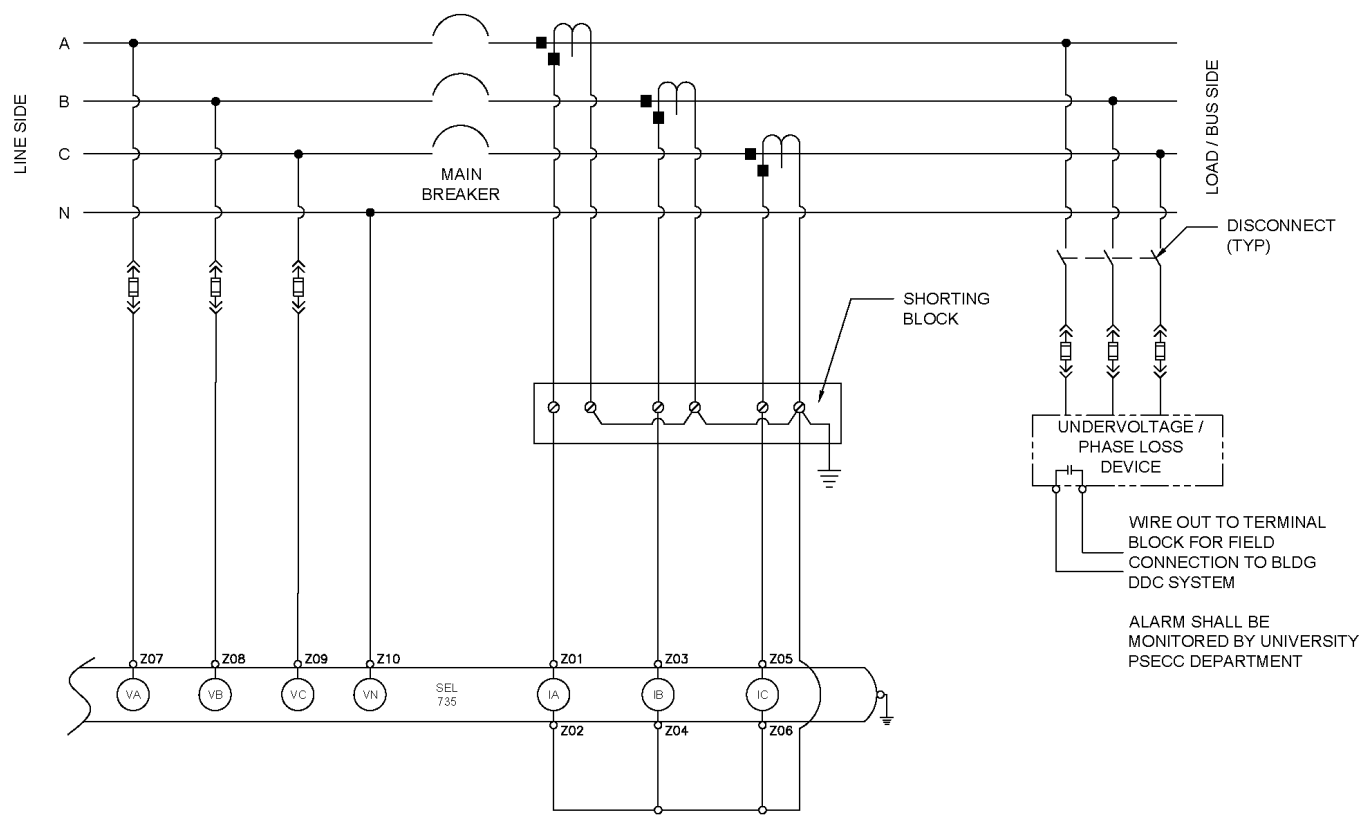 A
B
C
N
LINE SIDE
MAIN
BREAKER
LOAD / BUS SIDE
DISCONNECT
(TYP)
SHORTING
BLOCK
UNDERVOLTAGE /
PHASE LOSS
DEVICE
WIRE OUT TO TERMINAL
BLOCK FOR FIELD
CONNECTION TO BLDG
DDC SYSTEM
ALARM SHALL BE
MONITORED BY UNIVERSITY
PSECC DEPARTMENT
Z07
Z08
Z09
Z10
Z01
Z03
Z05
VA
VB
VC
VN
SEL
735
IA
IB
IC
Z02
Z04
Z06